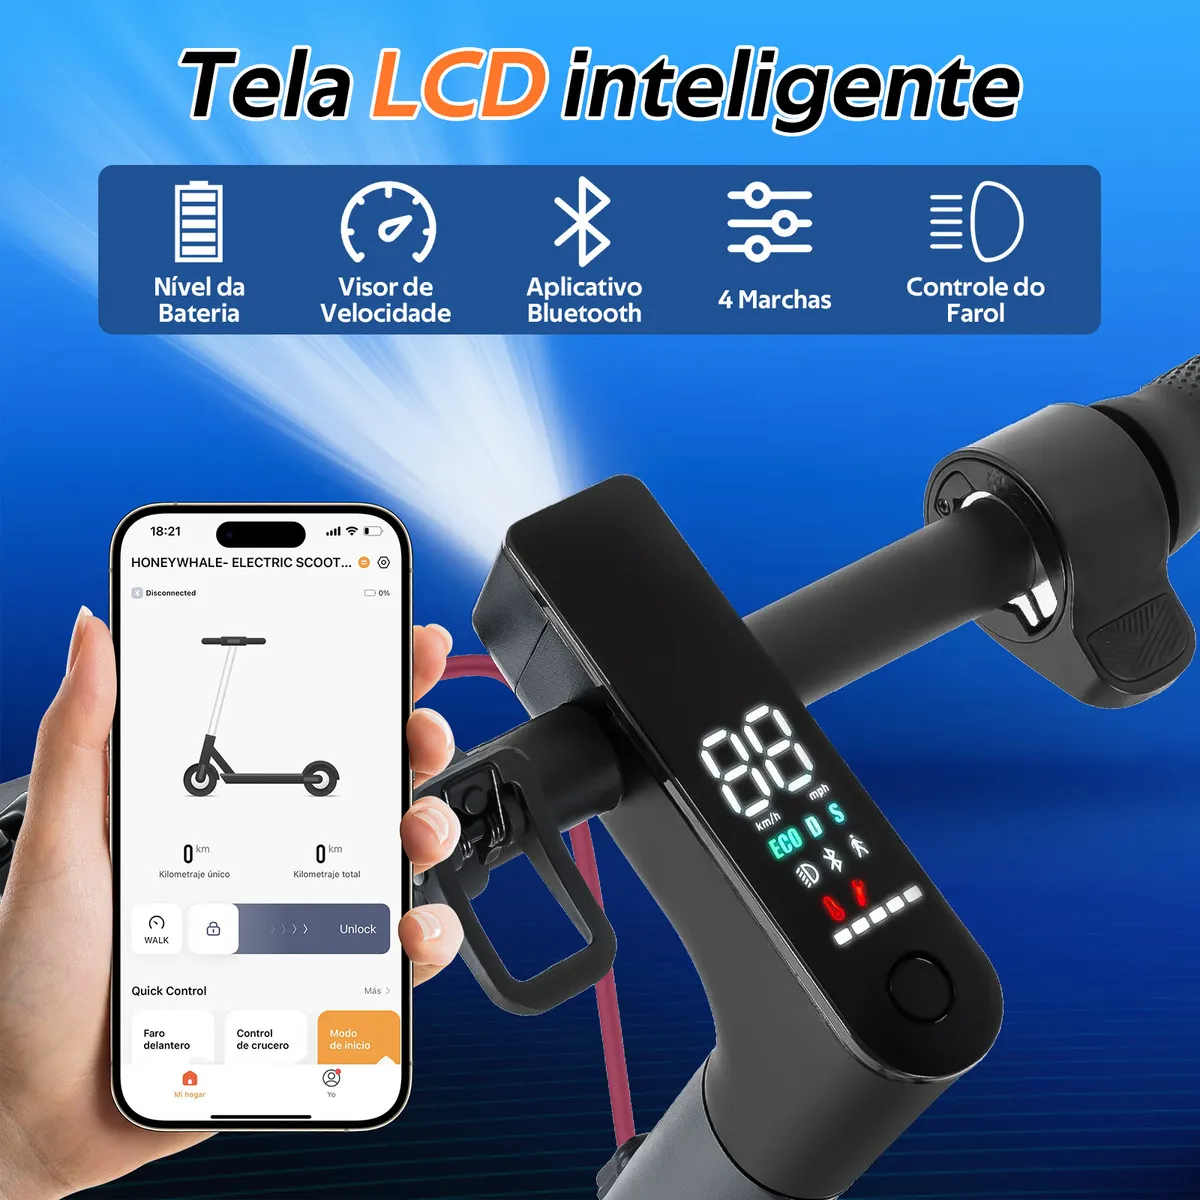 Tela LCD inteligente
Nível da
Bateria
Visor de
Velocidade
Aplicativo
Bluetooth
4 Marchas
Controle do
Farol
18:21
HONEYWHALE- ELECTRIC SCOOT...
Disconnected
0%
0 km
Kilometraje único
0 km
Kilometraje total
WALK
Unlock
Quick Control
Más
Faro
delantero
Control
de crucero
Modo
de inicio
Mi hogar
Yo
88
km/h
mph
ECO D S